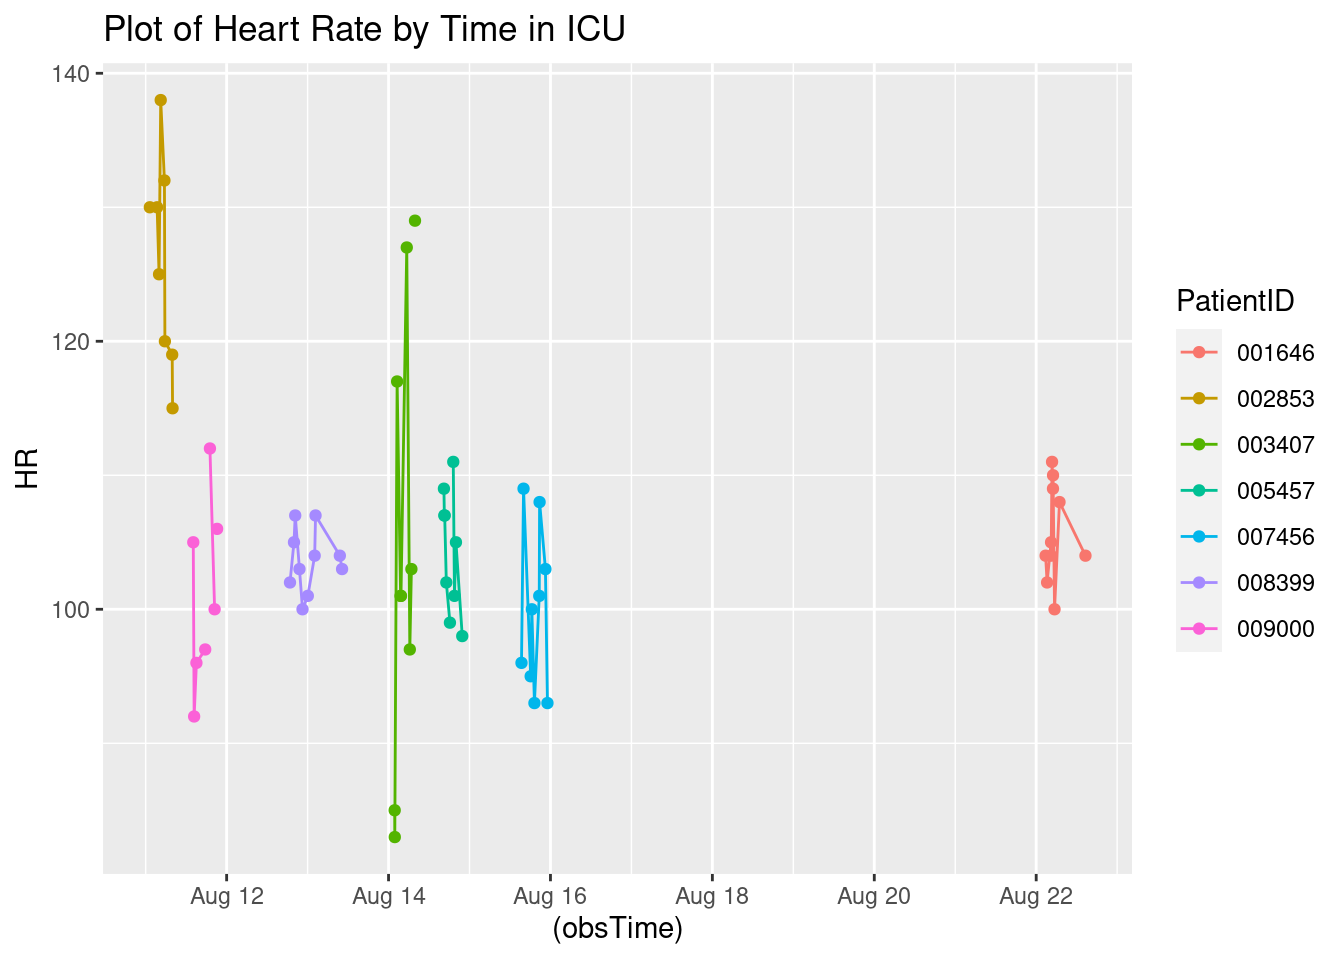 Plot of Heart Rate by Time in ICU
140
120
100
HR
Aug 12 Aug 14 Aug 16 Aug 18 Aug 20 Aug 22
(obsTime)
PatientID
001646
002853
003407
005457
007456
008399
009000